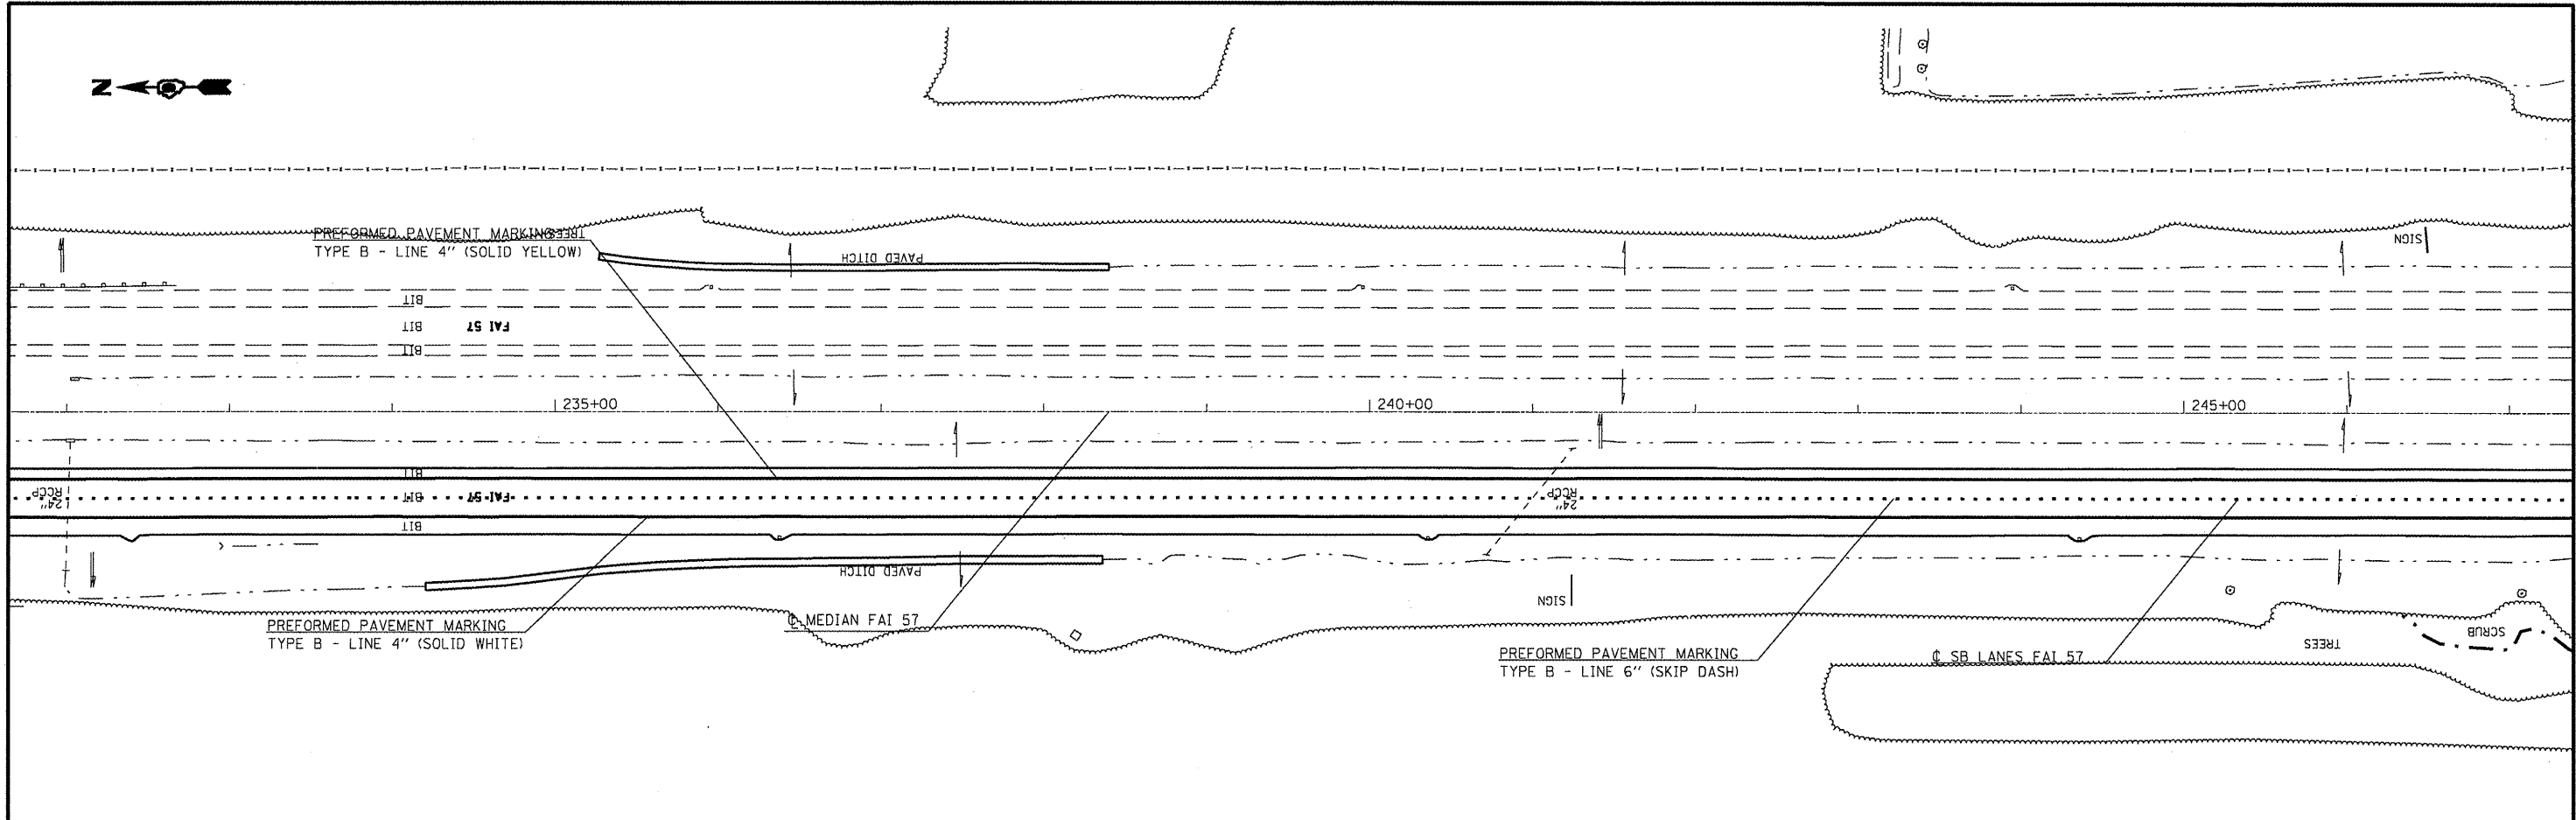 N
PREFORMED PAVEMENT MARKING
TREES
TYPE B - LINE 4" (SOLID YELLOW)
PAVED DITCH
SIGN
BIT
BIT
FAI 57
BIT
235+00
240+00
245+00
BIT
24"
RCCP
BIT
FAI 57
24"
RCCP
BIT
PAVED DITCH
SIGN
PREFORMED PAVEMENT MARKING
TYPE B - LINE 4" (SOLID WHITE)
℄ MEDIAN FAI 57
PREFORMED PAVEMENT MARKING
TYPE B - LINE 6" (SKIP DASH)
℄ SB LANES FAI 57
TREES
SCRUB